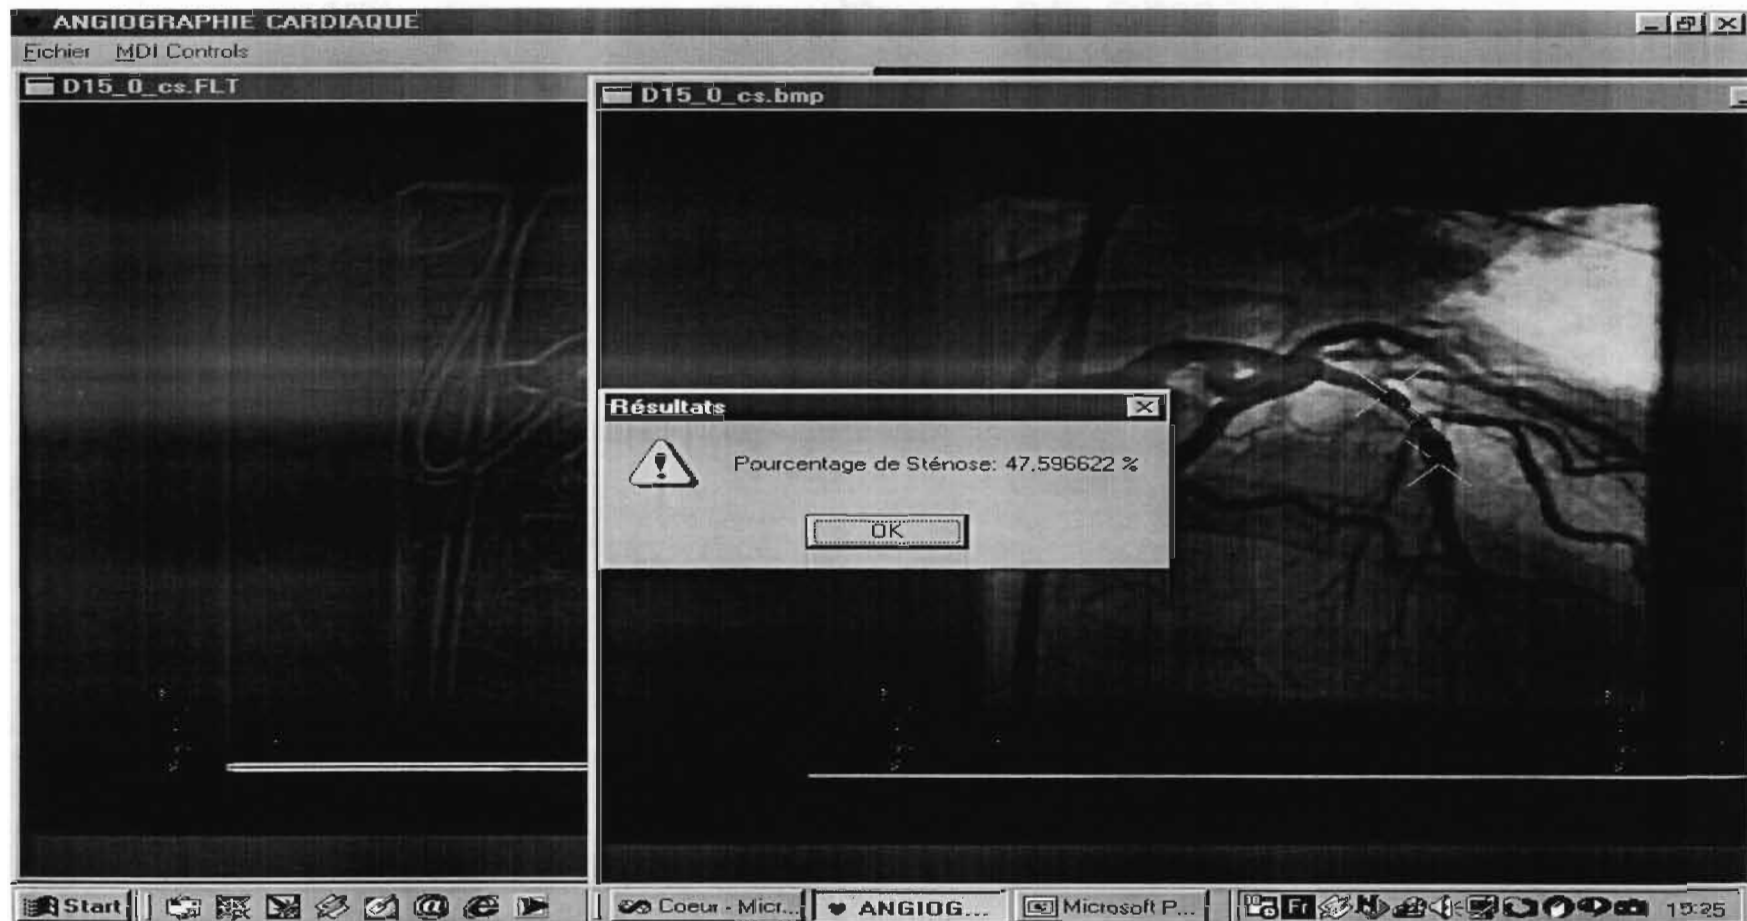 ANGIOGRAPHIE CARDIAQUE
Fichier MDI Controls
D15_0_cs.FLT
D15_0_cs.bmp
Résultats
Pourcentage de Sténose: 47.596622 %
OK
Start
Coeur - Micr...
ANGIOG...
Microsoft P...
15:25